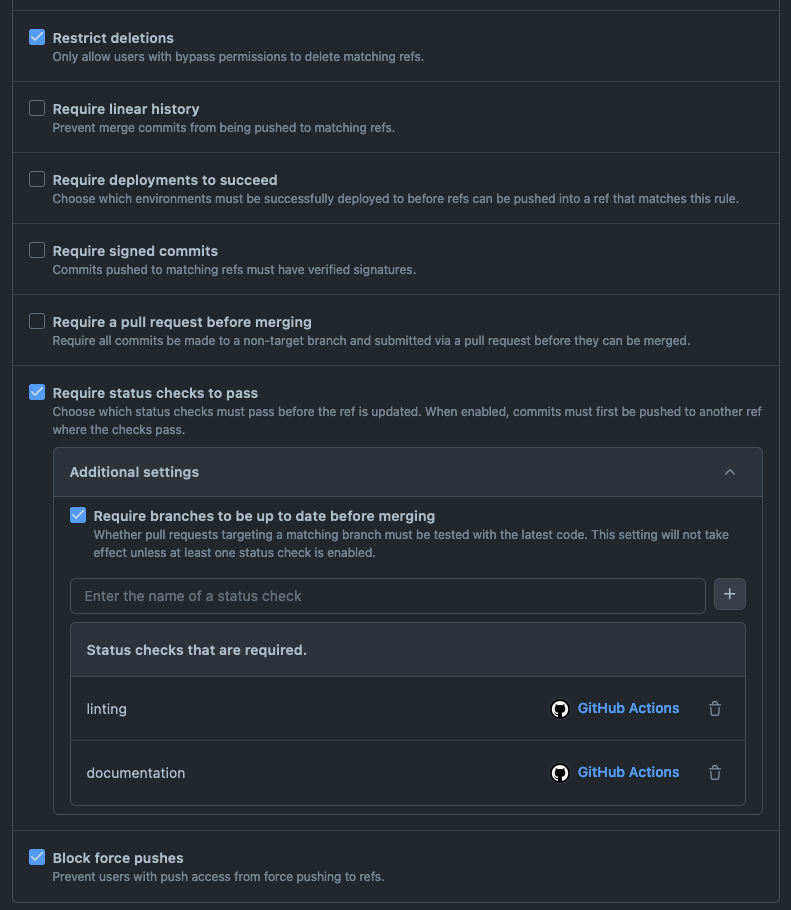 Restrict deletions
Only allow users with bypass permissions to delete matching refs.
Require linear history
Prevent merge commits from being pushed to matching refs.
Require deployments to succeed
Choose which environments must be successfully deployed to before refs can be pushed into a ref that matches this rule.
Require signed commits
Commits pushed to matching refs must have verified signatures.
Require a pull request before merging
Require all commits be made to a non-target branch and submitted via a pull request before they can be merged.
Require status checks to pass
Choose which status checks must pass before the ref is updated. When enabled, commits must first be pushed to another ref
where the checks pass.
Additional settings
Require branches to be up to date before merging
Whether pull requests targeting a matching branch must be tested with the latest code. This setting will not take
effect unless at least one status check is enabled.
Enter the name of a status check
Status checks that are required.
linting GitHub Actions
documentation GitHub Actions
Block force pushes
Prevent users with push access from force pushing to refs.